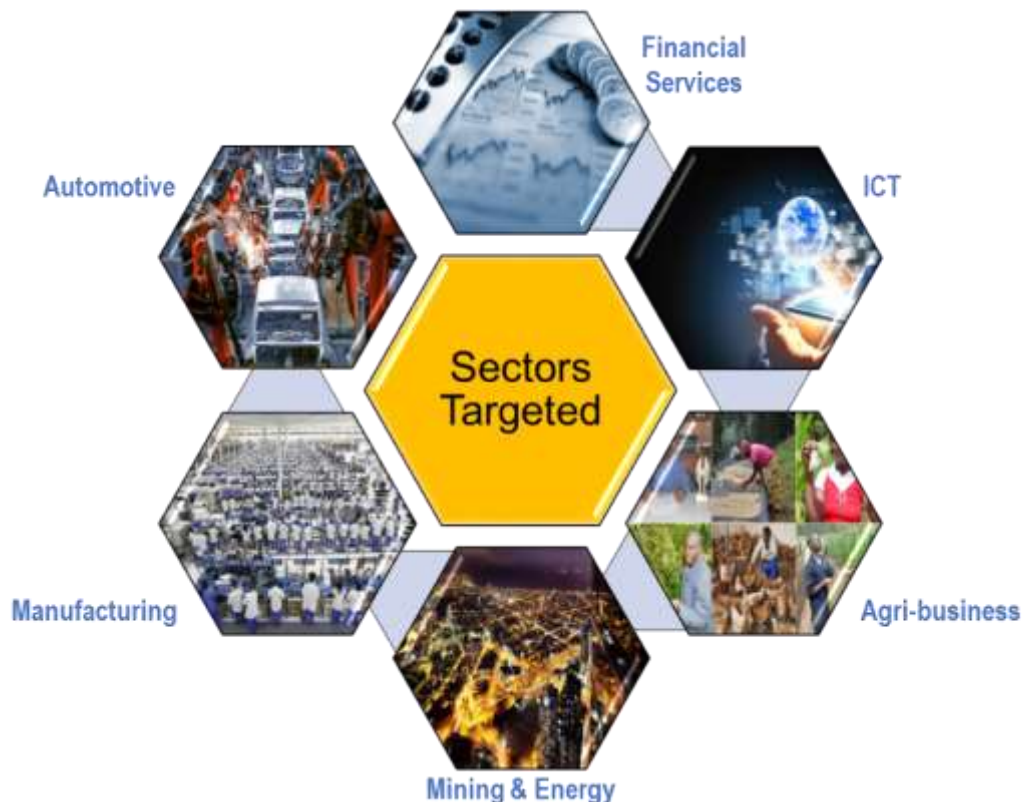 Financial
Services
Automotive
ICT
Sectors
Targeted
Manufacturing
Agri-business
Mining & Energy